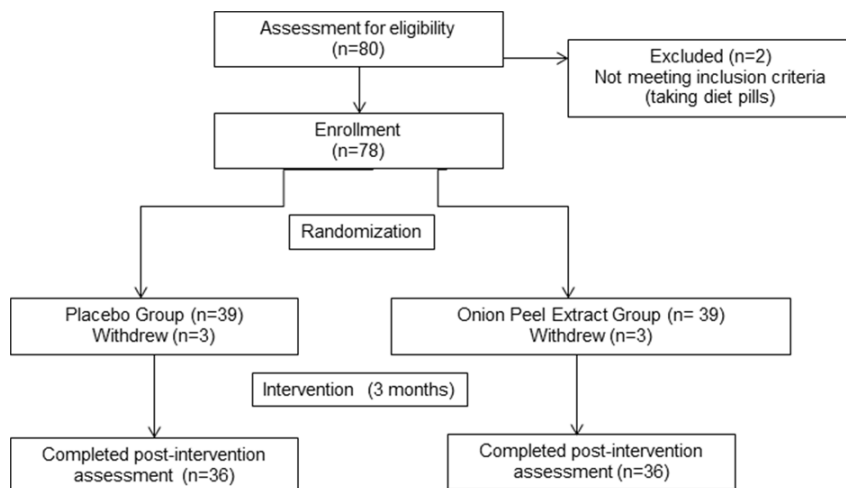 Assessment for eligibility
(n=80)
Excluded (n=2)
Not meeting inclusion criteria
(taking diet pills)
Enrollment
(n=78)
Randomization
Placebo Group (n=39)
Withdrew (n=3)
Onion Peel Extract Group (n= 39)
Withdrew (n=3)
Intervention (3 months)
Completed post-intervention
assessment (n=36)
Completed post-intervention
assessment (n=36)